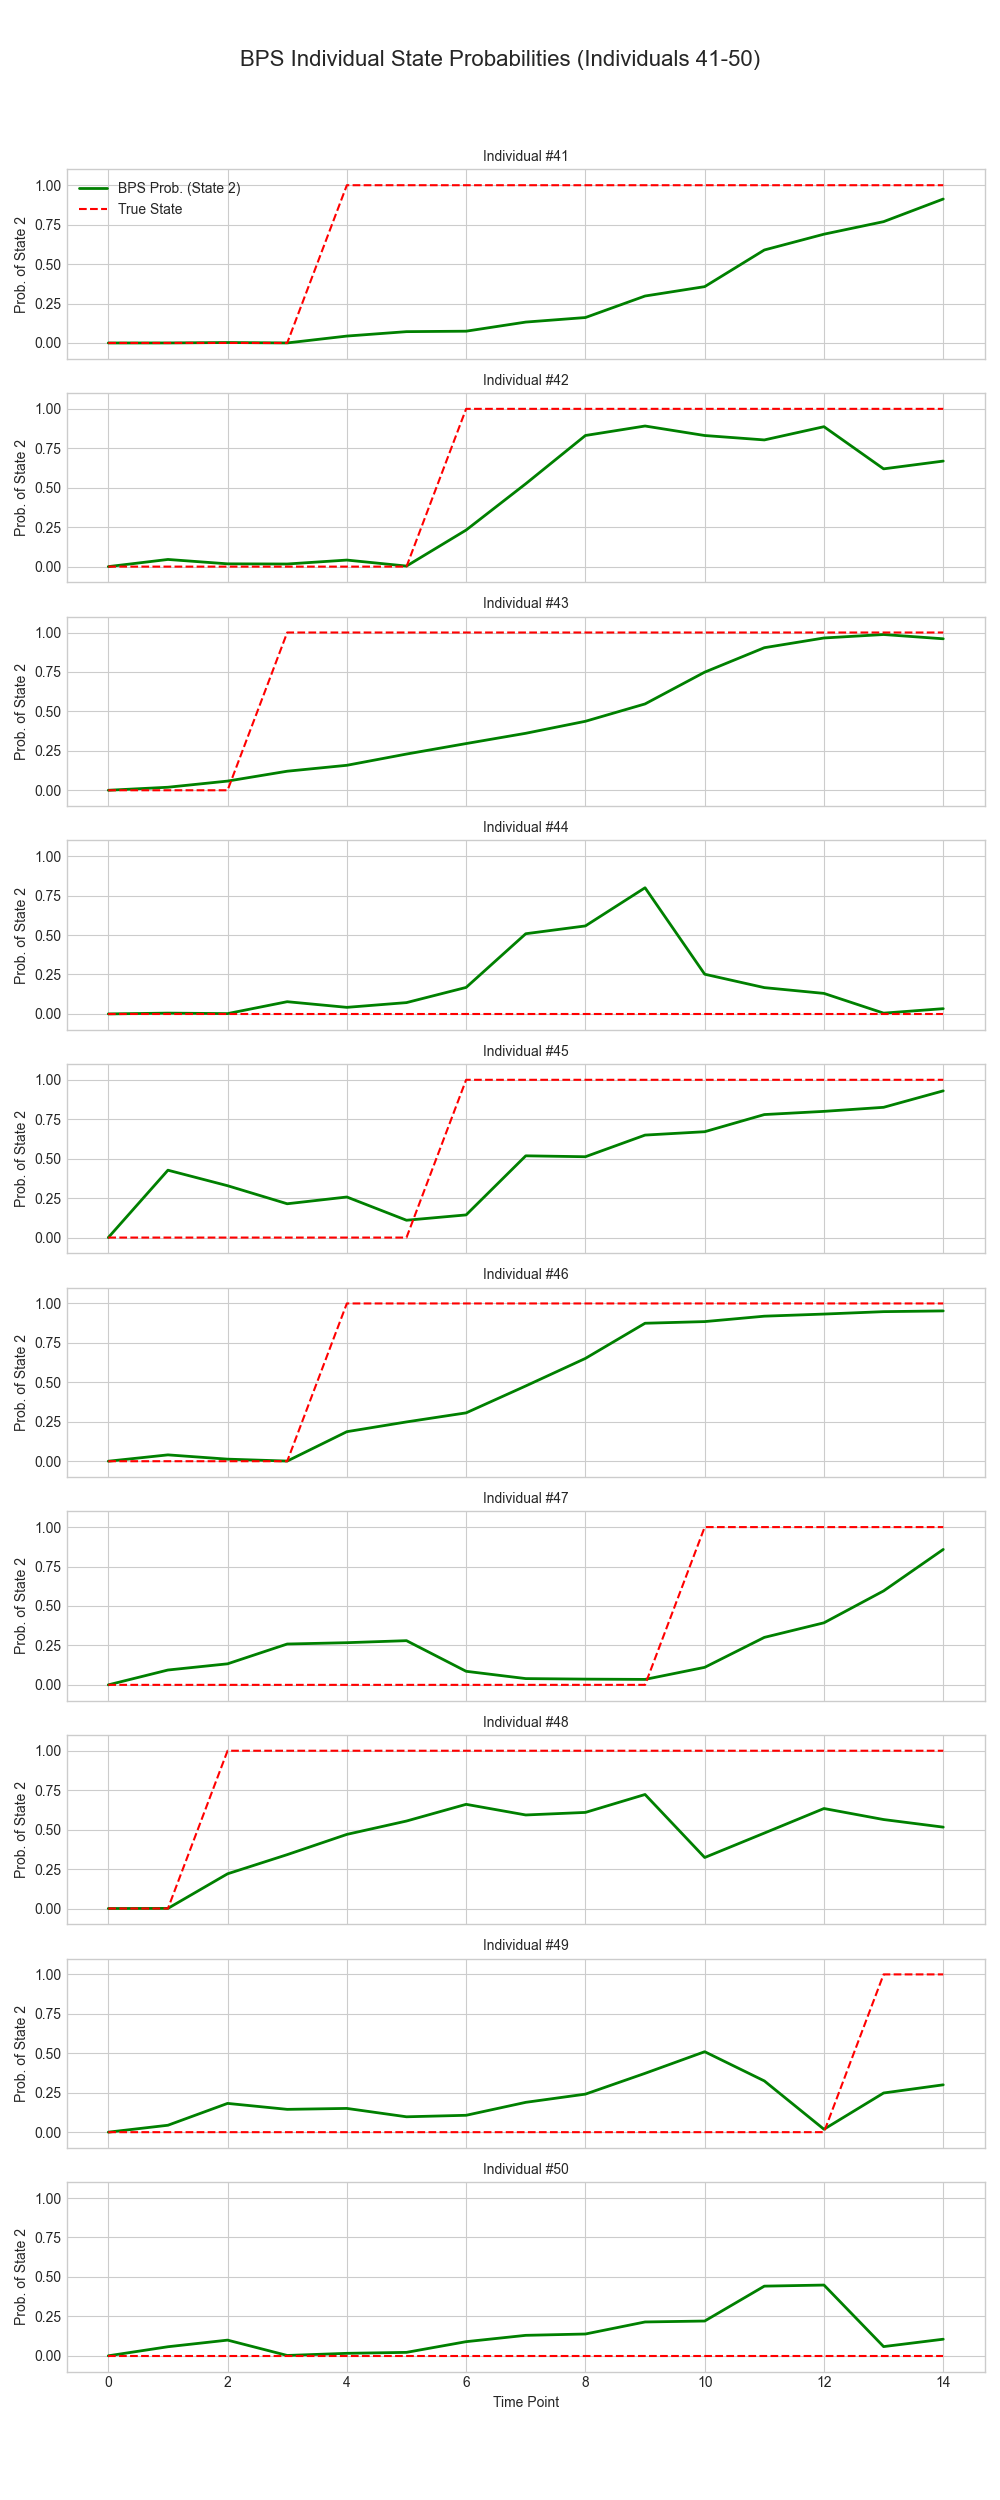 BPS Individual State Probabilities (Individuals 41-50)
Individual #41
BPS Prob. (State 2)
True State
Prob. of State 2
1.00
0.75
0.50
0.25
0.00
Individual #42
Prob. of State 2
1.00
0.75
0.50
0.25
0.00
Individual #43
Prob. of State 2
1.00
0.75
0.50
0.25
0.00
Individual #44
Prob. of State 2
1.00
0.75
0.50
0.25
0.00
Individual #45
Prob. of State 2
1.00
0.75
0.50
0.25
0.00
Individual #46
Prob. of State 2
1.00
0.75
0.50
0.25
0.00
Individual #47
Prob. of State 2
1.00
0.75
0.50
0.25
0.00
Individual #48
Prob. of State 2
1.00
0.75
0.50
0.25
0.00
Individual #49
Prob. of State 2
1.00
0.75
0.50
0.25
0.00
Individual #50
Prob. of State 2
1.00
0.75
0.50
0.25
0.00
0 2 4 6 8 10 12 14
Time Point